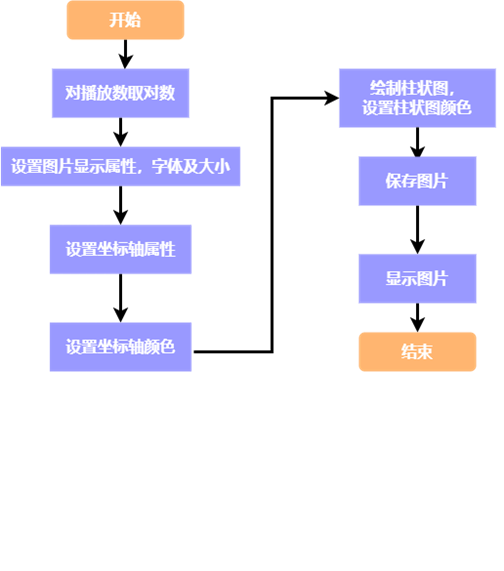 开始
对播放数取对数
设置图片显示属性，字体及大小
设置坐标轴属性
设置坐标轴颜色
绘制柱状图，
设置柱状图颜色
保存图片
显示图片
结束